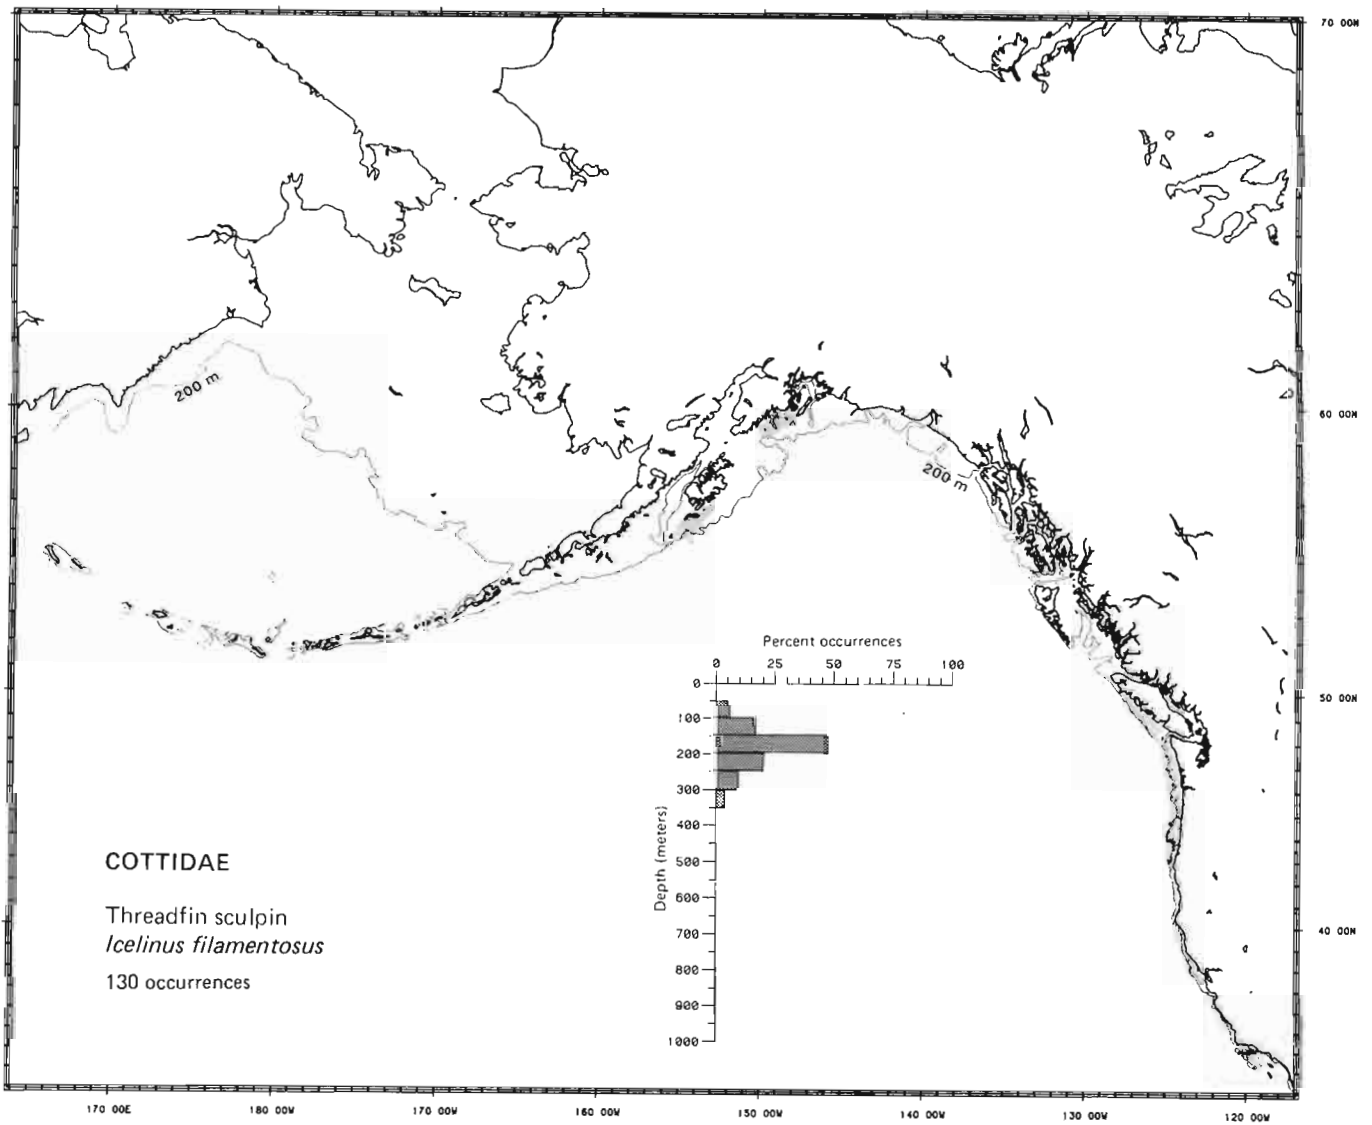 70 00N
200 m
60 00N
200 m
Percent occurrences
0 25 50 75 100
0
100
200
300
400
500
600
700
800
900
1000
Depth (meters)
50 00N
40 00N
COTTIDAE
Threadfin sculpin
Icelinus filamentosus
130 occurrences
170 00E 180 00W 170 00W 160 00W 150 00W 140 00W 130 00W 120 00W